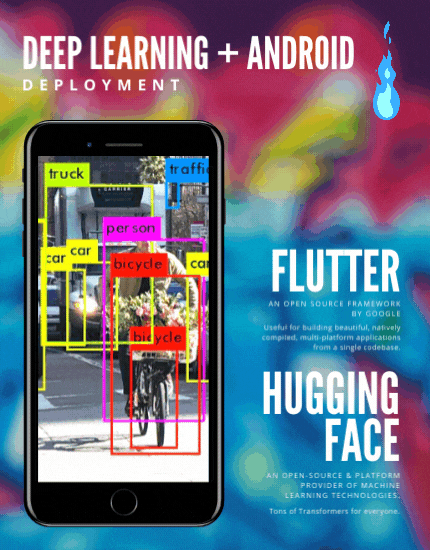 DEEP LEARNING + ANDROID
DEPLOYMENT
truck
traffic
person
car
car
bicycle
car
bicycle
FLUTTER
AN OPEN SOURCE FRAMEWORK
BY GOOGLE
Useful for building beautiful, natively
compiled, multi-platform applications
from a single codebase.
HUGGING
FACE
AN OPEN-SOURCE & PLATFORM
PROVIDER OF MACHINE
LEARNING TECHNOLOGIES.
Tons of Transformers for everyone.